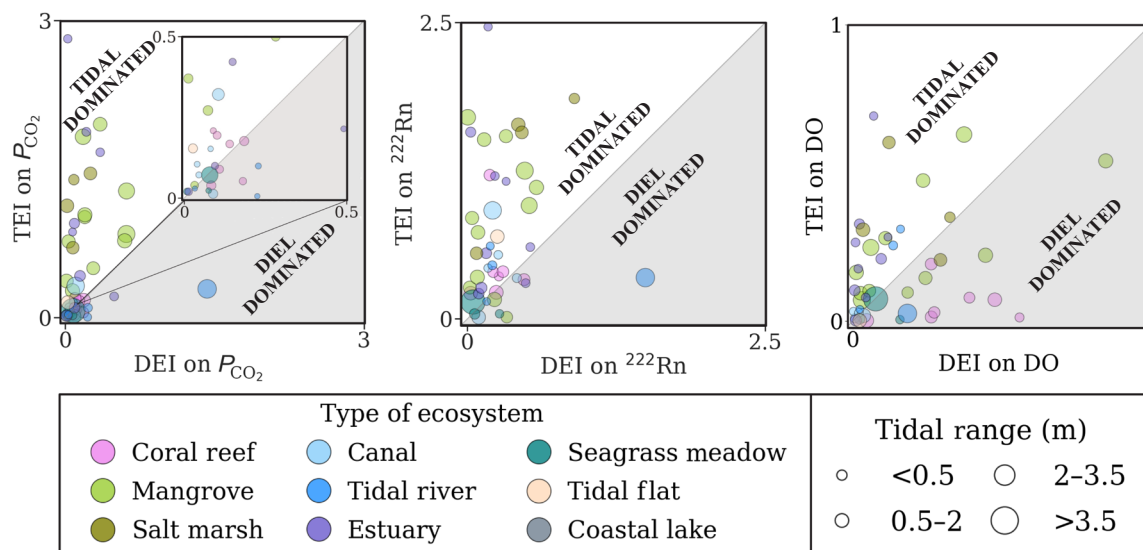 3
TEI on P_CO2
0
0
3
DEI on P_CO2
TIDAL
DOMINATED
DIEL
DOMINATED
0.5
0
0
0.5
2.5
TEI on ²²²Rn
0
0
2.5
DEI on ²²²Rn
TIDAL
DOMINATED
DIEL
DOMINATED
1
TEI on DO
0
0
1
DEI on DO
TIDAL
DOMINATED
DIEL
DOMINATED
Type of ecosystem
Coral reef
Canal
Seagrass meadow
Mangrove
Tidal river
Tidal flat
Salt marsh
Estuary
Coastal lake
Tidal range (m)
<0.5
2–3.5
0.5–2
>3.5